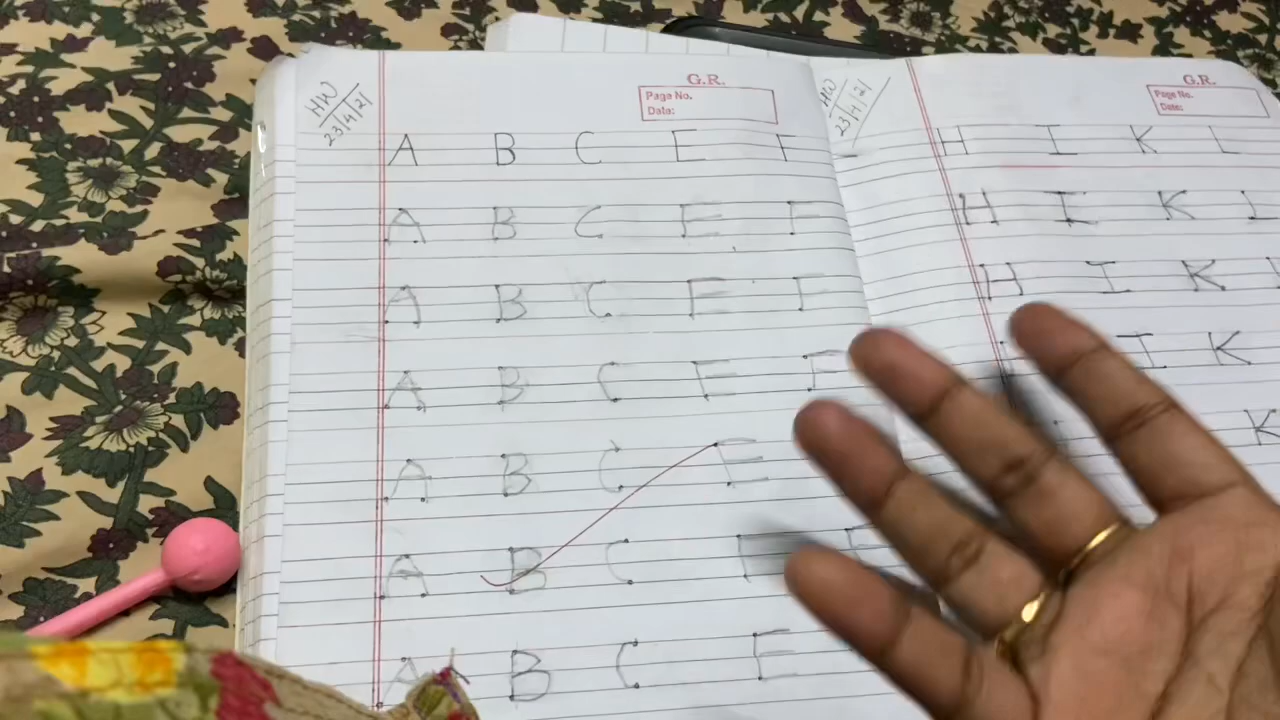 HW
23/4/21
G.R.
Page No.
Date:
A B C E F
A B C E F
A B C E F
A B C E F
A B C E
A B C F E
A B C E
HW
23/4/21
G.R.
Page No.
Date:
H I K L
H I K L
H I K
I K
K